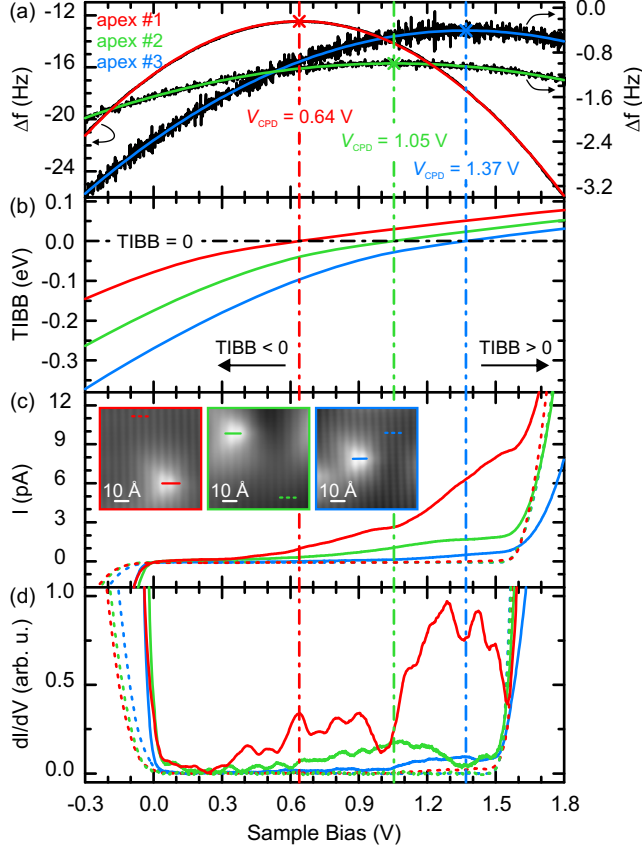 (a)
apex #1
apex #2
apex #3
-12
-16
-20
-24
Δf (Hz)
0.0
-0.8
-1.6
-2.4
-3.2
Δf (Hz)
V_CPD = 0.64 V
V_CPD = 1.05 V
V_CPD = 1.37 V
(b)
0.1
0.0
-0.1
-0.2
-0.3
TIBB (eV)
TIBB = 0
TIBB < 0
TIBB > 0
(c)
12
9
6
3
0
I (pA)
10 Å
10 Å
10 Å
(d)
1.0
0.5
0.0
dI/dV (arb. u.)
-0.3 0.0 0.3 0.6 0.9 1.2 1.5 1.8
Sample Bias (V)